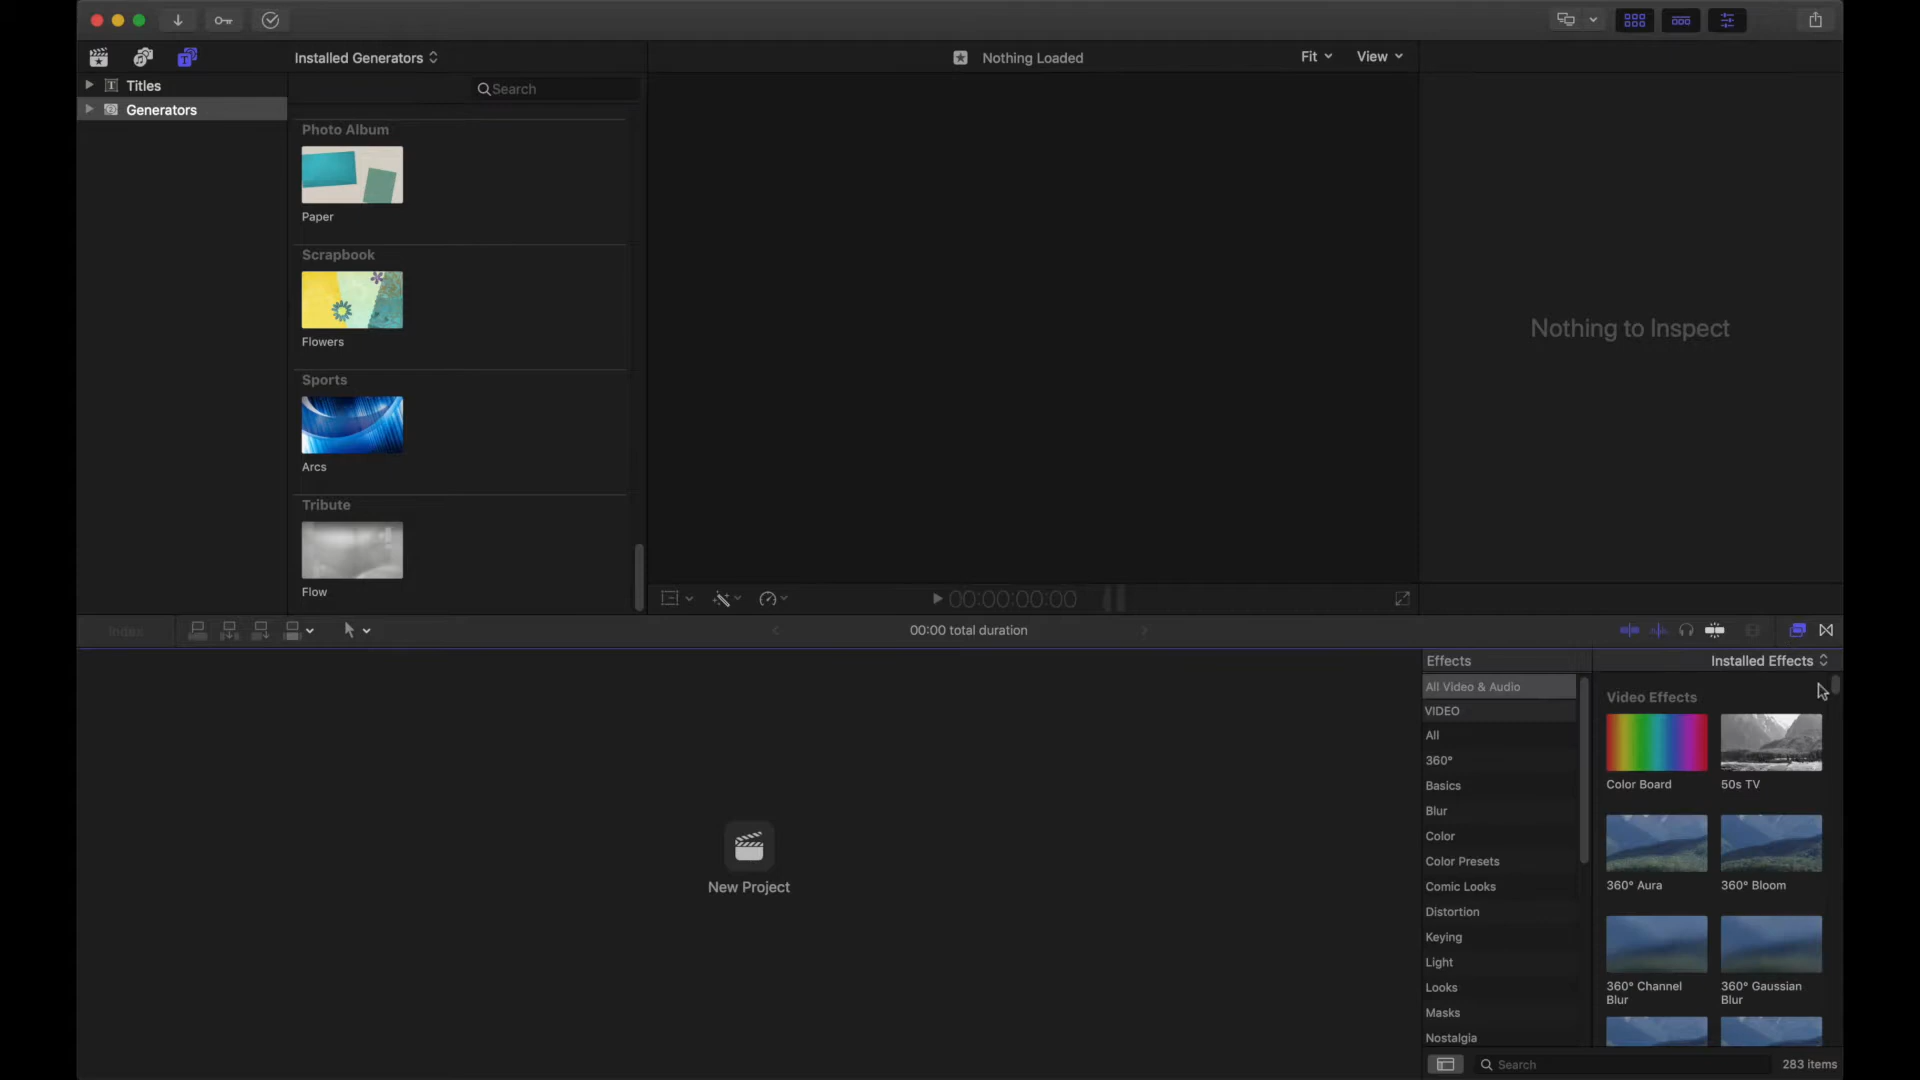 Installed Generators
Nothing Loaded
Fit
View
Titles
Generators
Search
Photo Album
Paper
Scrapbook
Flowers
Sports
Arcs
Tribute
Flow
Nothing to Inspect
00:00:00:00
Index
00:00 total duration
New Project
Effects
Installed Effects
All Video & Audio
VIDEO
All
360°
Basics
Blur
Color
Color Presets
Comic Looks
Distortion
Keying
Light
Looks
Masks
Nostalgia
Video Effects
Color Board
50s TV
360° Aura
360° Bloom
360° Channel Blur
360° Gaussian Blur
Search
283 items